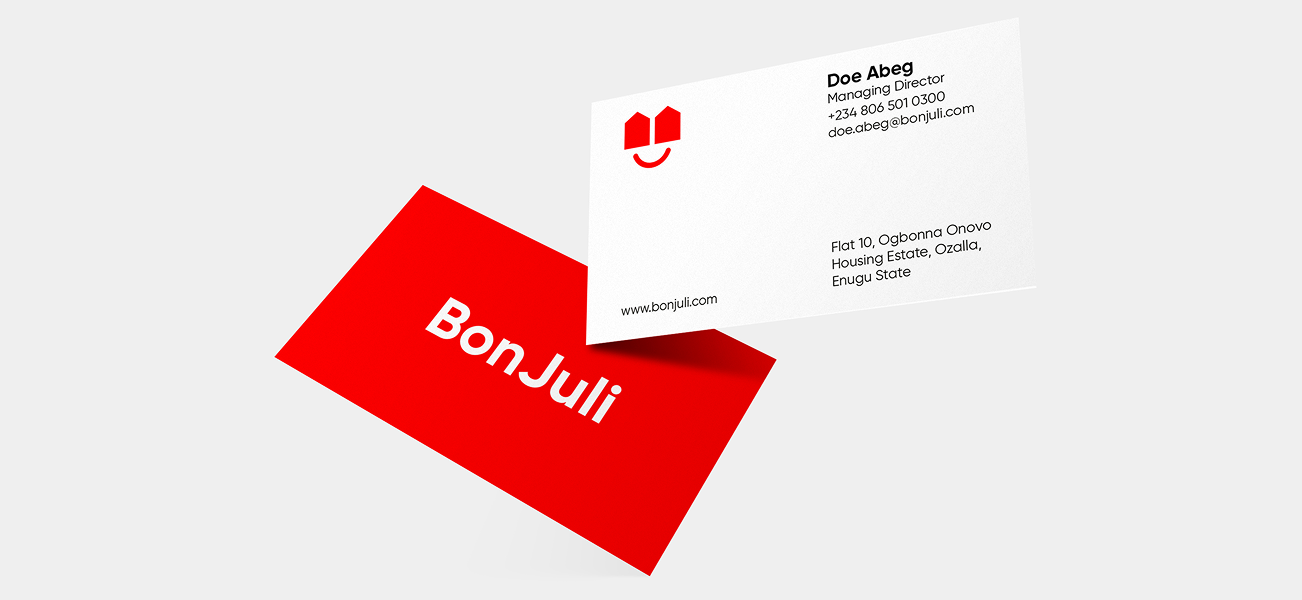 Doe Abeg
Managing Director
+234 806 501 0300
doe.abeg@bonjuli.com
Flat 10, Ogbonna Onovo
Housing Estate, Ozalla,
Enugu State
www.bonjuli.com
BonJuli